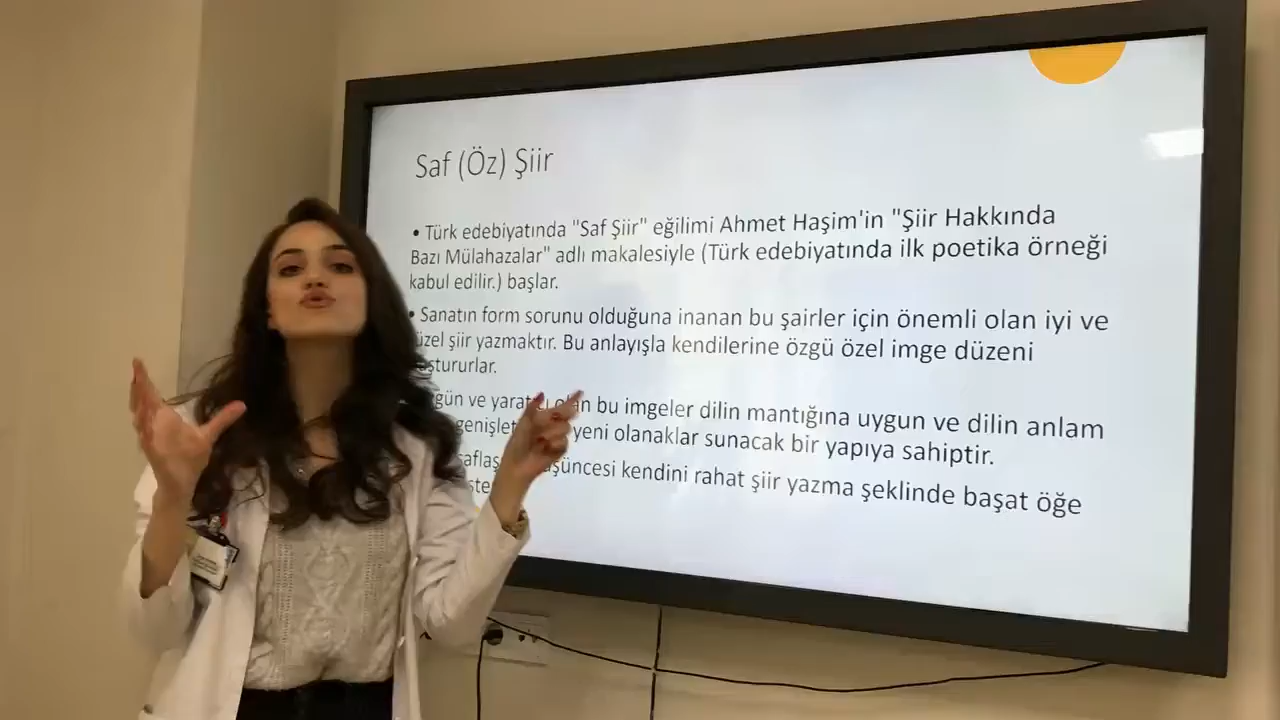 Saf (Öz) Şiir
• Türk edebiyatında "Saf Şiir" eğilimi Ahmet Haşim'in "Şiir Hakkında
Bazı Mülahazalar" adlı makalesiyle (Türk edebiyatında ilk poetika örneği
kabul edilir.) başlar.
• Sanatın form sorunu olduğuna inanan bu şairler için önemli olan iyi ve
şiir yazmaktır. Bu anlayışla kendilerine özgü özel imge düzeni
ve bu imgeler dilin mantığına uygun ve dilin anlam
yeni olanaklar sunacak bir yapıya sahiptir.
kendini rahat şiir yazma şeklinde başat öğe